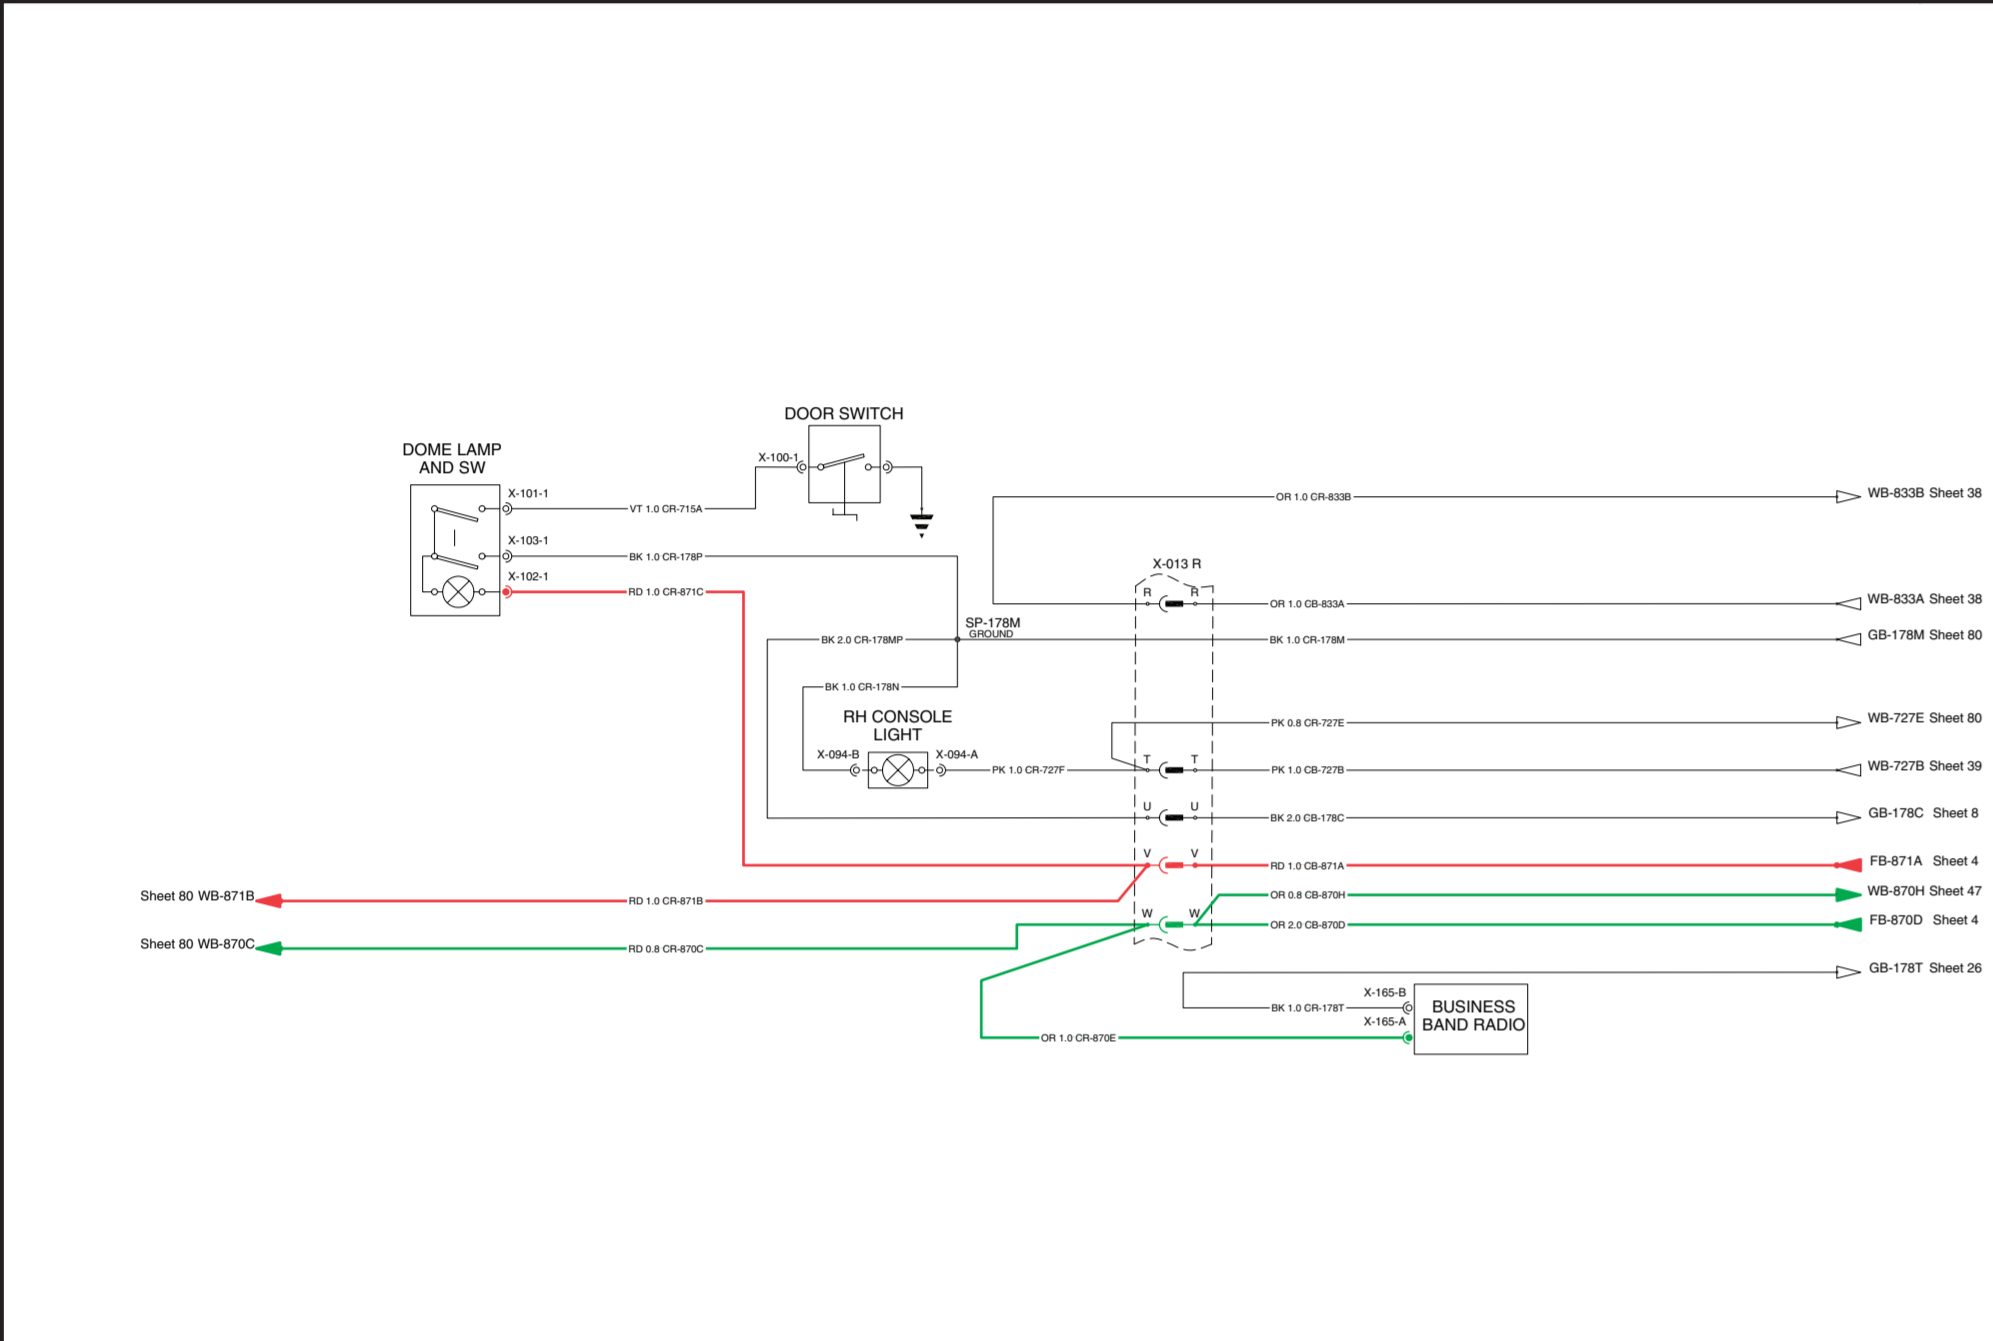 DOOR SWITCH
X-100-1
DOME LAMP
AND SW
X-101-1
VT 1.0 CR-715A
X-103-1
BK 1.0 CR-178P
X-102-1
RD 1.0 CR-871C
OR 1.0 CR-833B
WB-833B Sheet 38
X-013 R
R R
OR 1.0 CB-833A
WB-833A Sheet 38
SP-178M
GROUND
BK 2.0 CR-178MP
BK 1.0 CR-178M
GB-178M Sheet 80
BK 1.0 CR-178N
RH CONSOLE
LIGHT
X-094-B
X-094-A
PK 1.0 CR-727F
PK 0.8 CR-727E
WB-727E Sheet 80
T T
PK 1.0 CB-727B
WB-727B Sheet 39
U U
BK 2.0 CB-178C
GB-178C Sheet 8
V V
RD 1.0 CB-871A
FB-871A Sheet 4
Sheet 80 WB-871B
RD 1.0 CR-871B
OR 0.8 CB-870H
WB-870H Sheet 47
W W
OR 2.0 CB-870D
FB-870D Sheet 4
Sheet 80 WB-870C
RD 0.8 CR-870C
GB-178T Sheet 26
X-165-B
BK 1.0 CR-178T
X-165-A
OR 1.0 CR-870E
BUSINESS
BAND RADIO